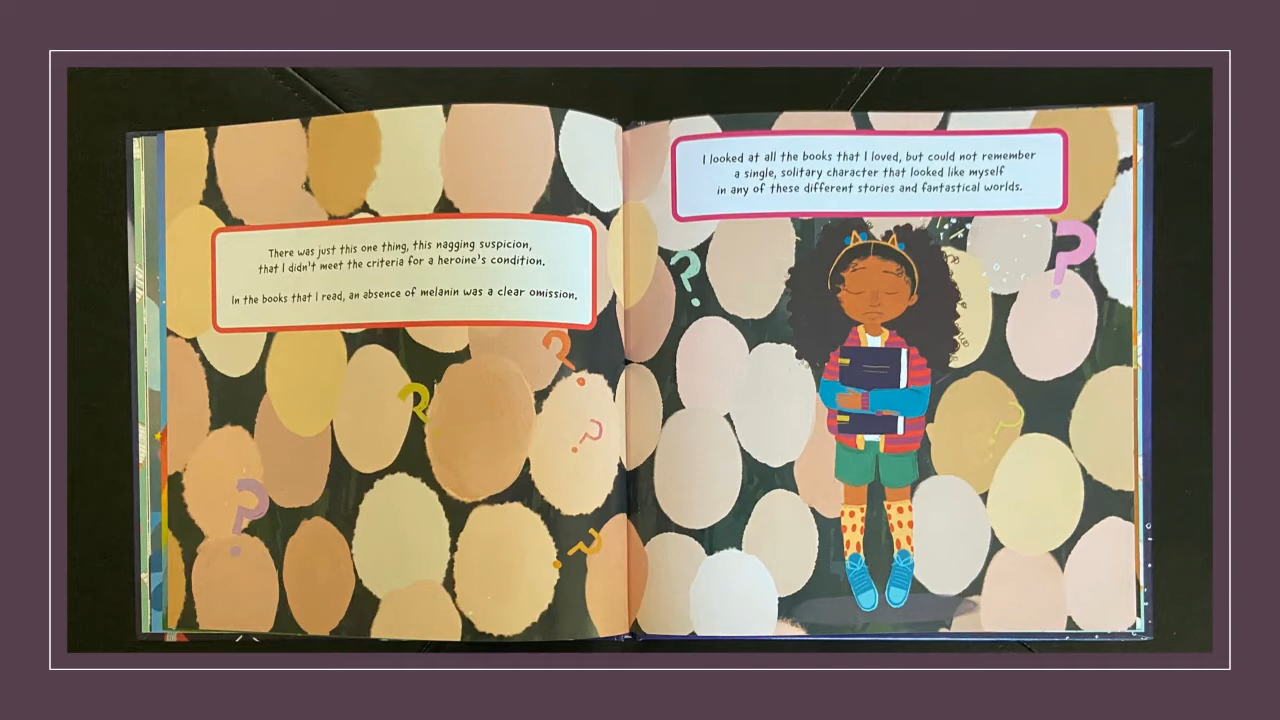 There was just this one thing, this nagging suspicion,
that I didn't meet the criteria for a heroine's condition.
In the books that I read, an absence of melanin was a clear omission.
I looked at all the books that I loved, but could not remember
a single, solitary character that looked like myself
in any of these different stories and fantastical worlds.